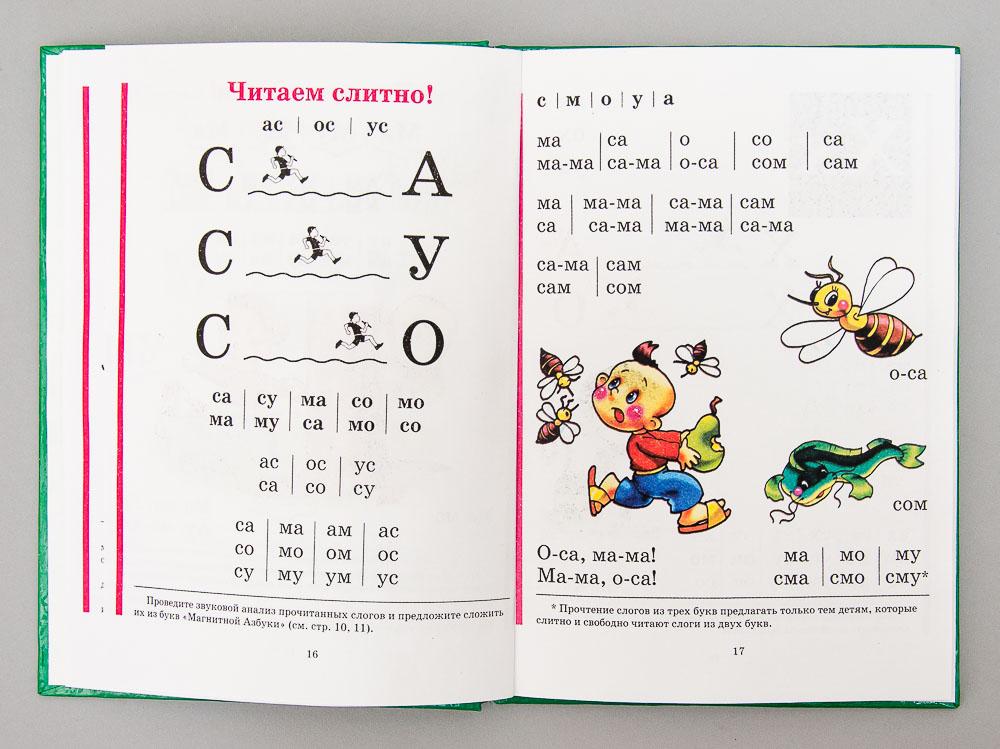 Читаем слитно!
ас | ос | ус
С А
С У
С О
са | су | ма | со | мо
ма | му | са | мо | со
ас | ос | ус
са | со | су
са | ма | ам | ас
со | мо | ом | ос
су | му | ум | ус
Проведите звуковой анализ прочитанных слогов и предложите сложить
их из букв «Магнитной Азбуки» (см. стр. 10, 11).
16
с | м | о | у | а
ма | са | о | со | са
ма-ма | са-ма | о-са | сом | сам
ма | ма-ма | са-ма | сам
са | са-ма | ма-ма | са-ма
са-ма | сам
сам | сом
о-са
сом
О-са, ма-ма!
Ма-ма, о-са!
ма | мо | му
сма | смо | сму*
* Прочтение слогов из трех букв предлагать только тем детям, которые
слитно и свободно читают слоги из двух букв.
17